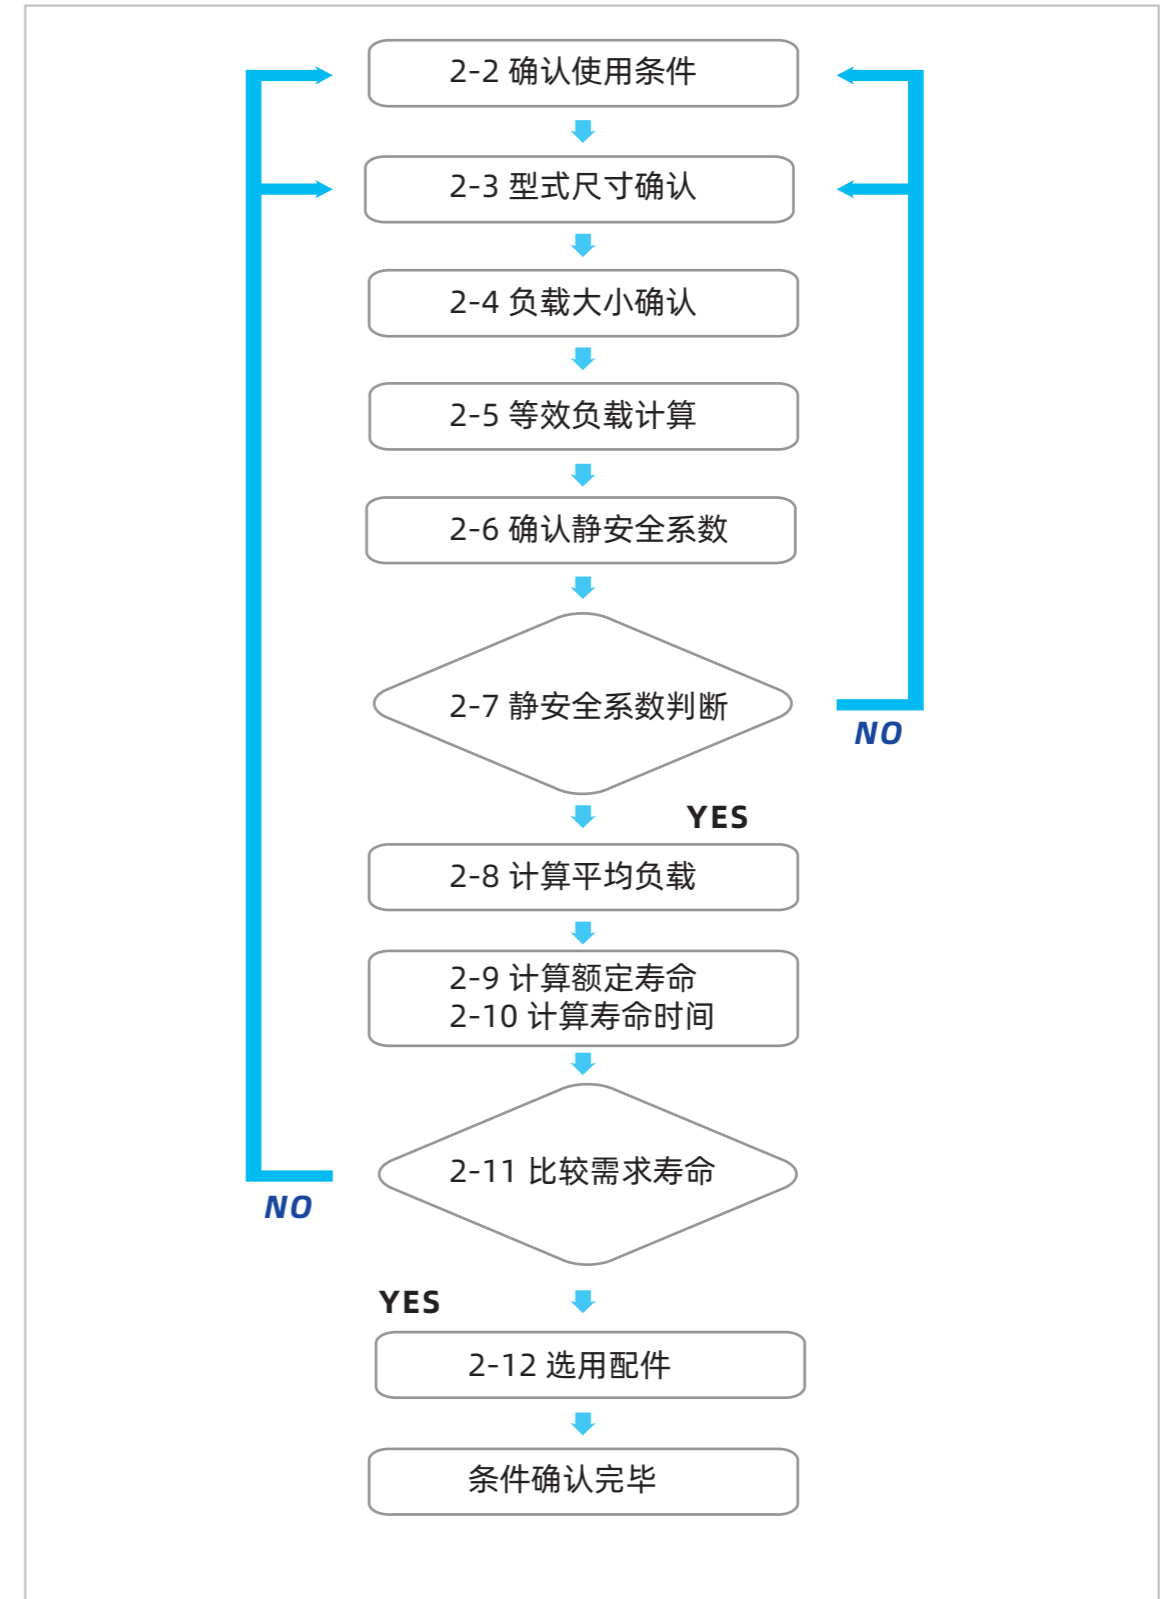 2-2 确认使用条件
2-3 型式尺寸确认
2-4 负载大小确认
2-5 等效负载计算
2-6 确认静安全系数
2-7 静安全系数判断
NO
YES
2-8 计算平均负载
2-9 计算额定寿命
2-10 计算寿命时间
2-11 比较需求寿命
NO
YES
2-12 选用配件
条件确认完毕